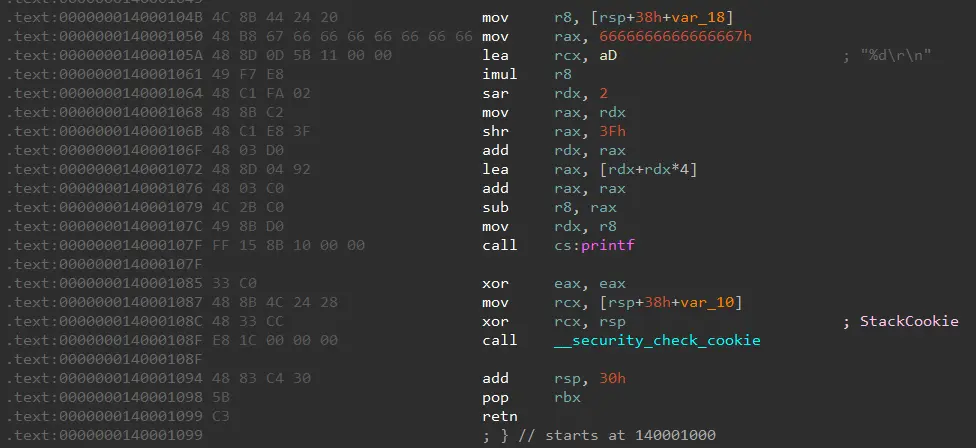 .text:000000014000104B 4C 8B 44 24 20 mov r8, [rsp+38h+var_18]
.text:0000000140001050 48 B8 67 66 66 66 66 66 66 66 mov rax, 6666666666666667h
.text:000000014000105A 48 8D 0D 5B 11 00 00 lea rcx, aD ; "%d\r\n"
.text:0000000140001061 49 F7 E8 imul r8
.text:0000000140001064 48 C1 FA 02 sar rdx, 2
.text:0000000140001068 48 8B C2 mov rax, rdx
.text:000000014000106B 48 C1 E8 3F shr rax, 3Fh
.text:000000014000106F 48 03 D0 add rdx, rax
.text:0000000140001072 48 8D 04 92 lea rax, [rdx+rdx*4]
.text:0000000140001076 48 03 C0 add rax, rax
.text:0000000140001079 4C 2B C0 sub r8, rax
.text:000000014000107C 49 8B D0 mov rdx, r8
.text:000000014000107F FF 15 8B 10 00 00 call cs:printf
.text:000000014000107F
.text:0000000140001085 33 C0 xor eax, eax
.text:0000000140001087 48 8B 4C 24 28 mov rcx, [rsp+38h+var_10]
.text:000000014000108C 48 33 CC xor rcx, rsp ; StackCookie
.text:000000014000108F E8 1C 00 00 00 call __security_check_cookie
.text:000000014000108F
.text:0000000140001094 48 83 C4 30 add rsp, 30h
.text:0000000140001098 5B pop rbx
.text:0000000140001099 C3 retn
.text:0000000140001099 ; } // starts at 140001000